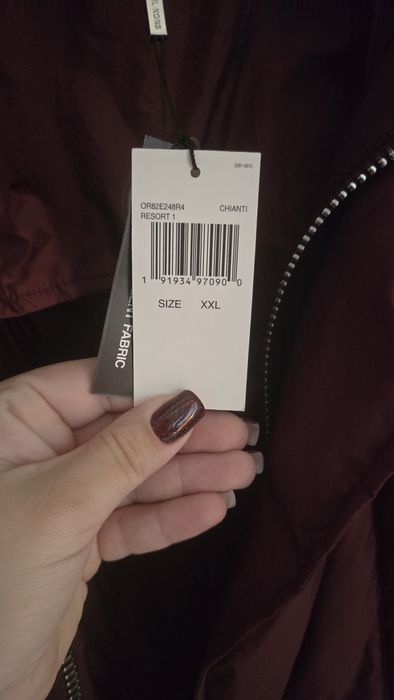 OR82E248R4 CHIANTI
RESORT 1
1 91934 97090 0
SIZE XXL
FABRIC